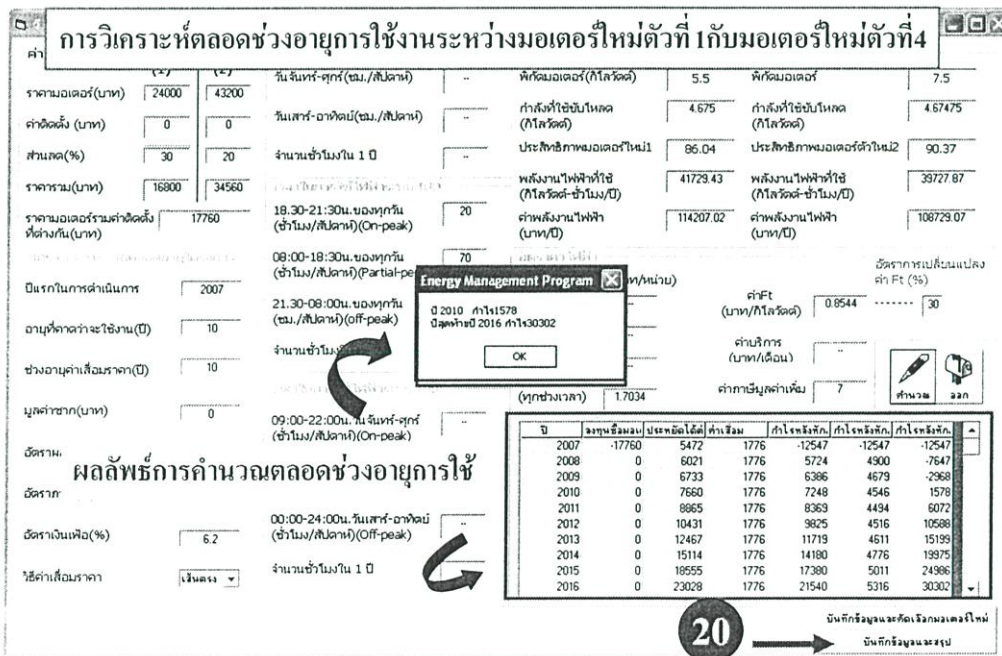 การวิเคราะห์ตลอดช่วงอายุการใช้งานระหว่างมอเตอร์ใหม่ตัวที่ 1กับมอเตอร์ใหม่ตัวที่4
ราคามอเตอร์(บาท) 24000 43200
ค่าติดตั้ง (บาท) 0 0
ส่วนลด(%) 30 20
ราคารวม(บาท) 16800 34560
ราคามอเตอร์รวมค่าติดตั้ง 17760
ที่ต่างกัน(บาท)
ปีแรกในการดำเนินการ 2007
อายุที่คาดว่าจะใช้งาน(ปี) 10
ช่วงอายุค่าเสื่อมราคา(ปี) 10
มูลค่าซาก(บาท) 0
ผลลัพธ์การคำนวณตลอดช่วงอายุการใช้
อัตราเงินเฟ้อ(%) 6.2
วิธีค่าเสื่อมราคา เส้นตรง
วันจันทร์-ศุกร์(ชม./สัปดาห์) --
วันเสาร์-อาทิตย์(ชม./สัปดาห์) --
จำนวนชั่วโมงใน 1 ปี --
18.30-21:30น.ของทุกวัน 20
(ชั่วโมง/สัปดาห์)(On-peak)
08:00-18:30น.ของทุกวัน 70
(ชั่วโมง/สัปดาห์)(Partial-pe
21.30-08:00น.ของทุกวัน
(ชม./สัปดาห์)(off-peak)
09:00-22:00น.วันจันทร์-ศุกร์
(ชั่วโมง/สัปดาห์)(On-peak)
00:00-24:00น.วันเสาร์-อาทิตย์ --
(ชั่วโมง/สัปดาห์)(Off-peak)
จำนวนชั่วโมงใน 1 ปี
พิกัดมอเตอร์(กิโลวัตต์) 5.5 พิกัดมอเตอร์ 7.5
กำลังที่ใช้ขับโหลด 4.675 กำลังที่ใช้ขับโหลด 4.67475
(กิโลวัตต์) (กิโลวัตต์)
ประสิทธิภาพมอเตอร์ใหม่1 86.04 ประสิทธิภาพมอเตอร์ตัวใหม่2 90.37
พลังงานไฟฟ้าที่ใช้ 41729.43 พลังงานไฟฟ้าที่ใช้ 39727.87
(กิโลวัตต์-ชั่วโมง/ปี) (กิโลวัตต์-ชั่วโมง/ปี)
ค่าพลังงานไฟฟ้า 114207.02 ค่าพลังงานไฟฟ้า 108729.07
(บาท/ปี) (บาท/ปี)
Energy Management Program
ปี 2010 กำไร1578
ปีสุดท้ายปี 2016 กำไร30302
OK
ท/หน่วย)
อัตราการเปลี่ยนแปลง
ค่า Ft (%)
ค่าFt 0.8544 ------ 30
(บาท/กิโลวัตต์)
ค่าบริการ --
(บาท/เดือน)
(ทุกช่วงเวลา) 1.7034 ค่าภาษีมูลค่าเพิ่ม 7
คำนวณ ออก
ปี ลงทุนซื้อมอเ ประหยัดได้ต่ ค่าเสื่อม กำไรหลังหัก. กำไรหลังหัก. กำไรหลังหัก.
2007 -17760 5472 1776 -12547 -12547 -12547
2008 0 6021 1776 5724 4900 -7647
2009 0 6733 1776 6386 4679 -2968
2010 0 7660 1776 7248 4546 1578
2011 0 8865 1776 8369 4494 6072
2012 0 10431 1776 9825 4516 10588
2013 0 12467 1776 11719 4611 15199
2014 0 15114 1776 14180 4776 19975
2015 0 18555 1776 17380 5011 24986
2016 0 23028 1776 21540 5316 30302
20
บันทึกข้อมูลและคัดเลือกมอเตอร์ใหม่
บันทึกข้อมูลและสรุป